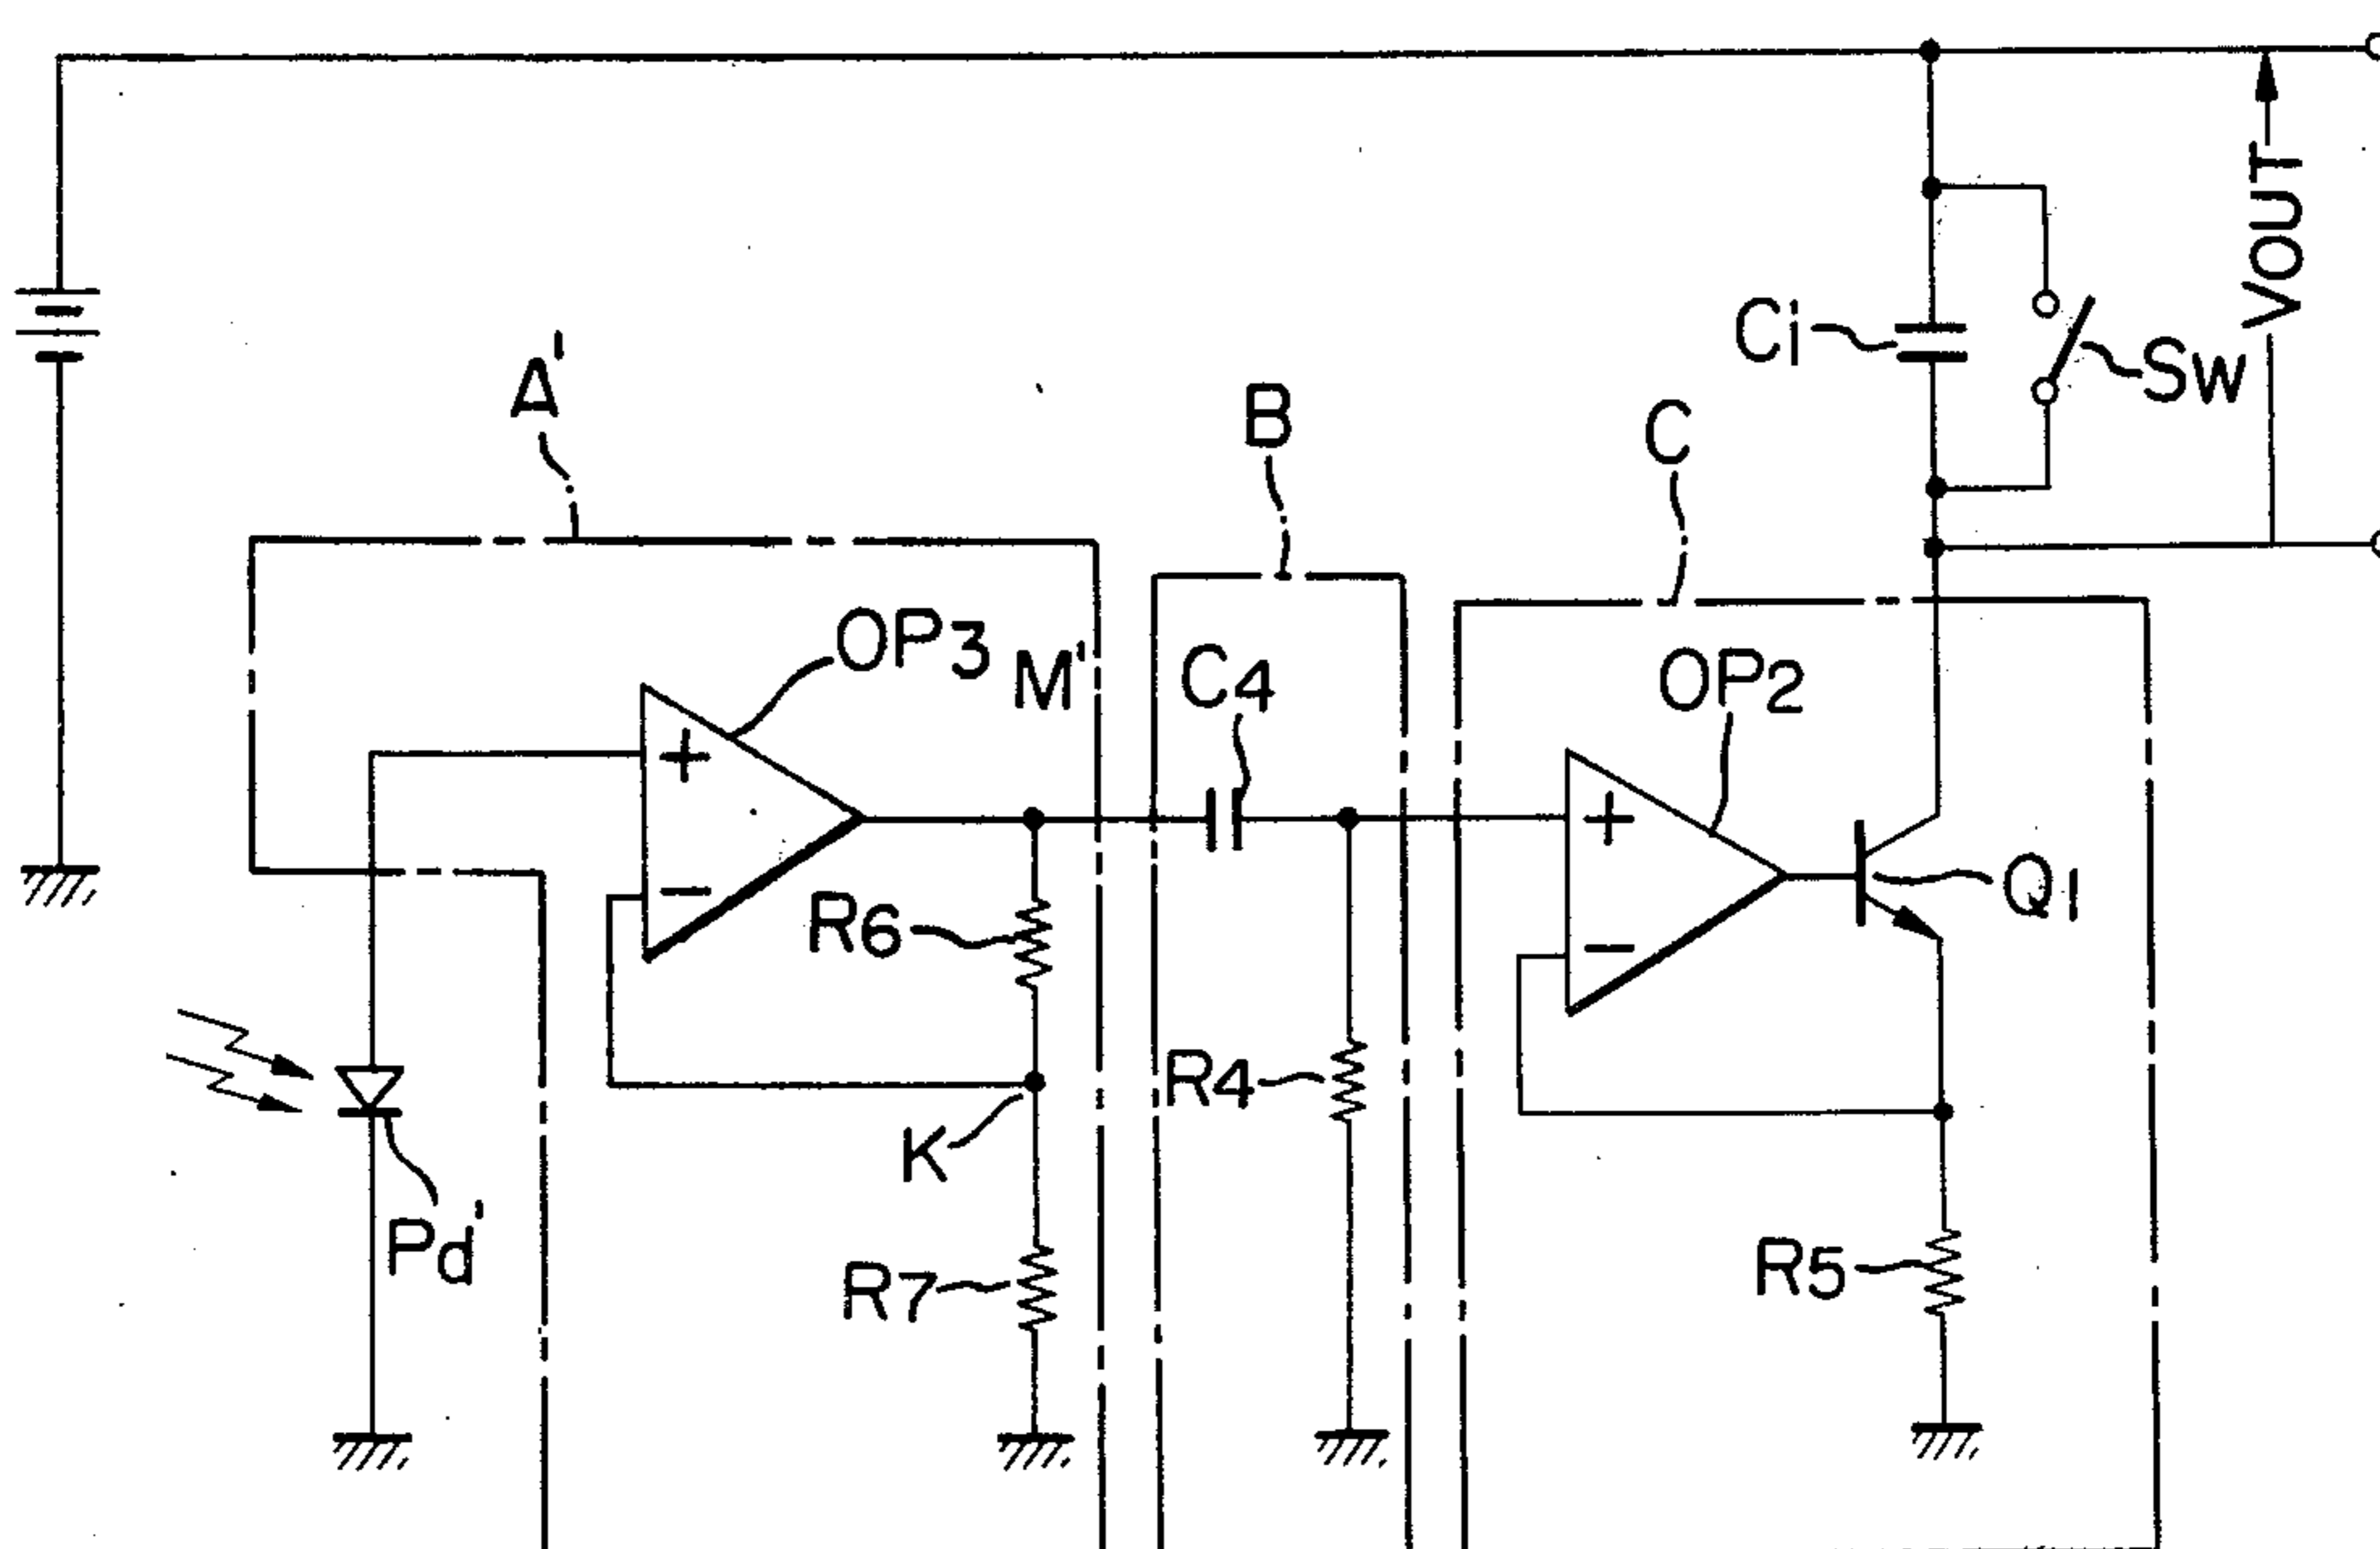 VOUT
Ci
Sw
A'
B
C
OP3
M'
C4
OP2
+
+
−
−
R6
Q1
R4
K
Pd'
R7
R5